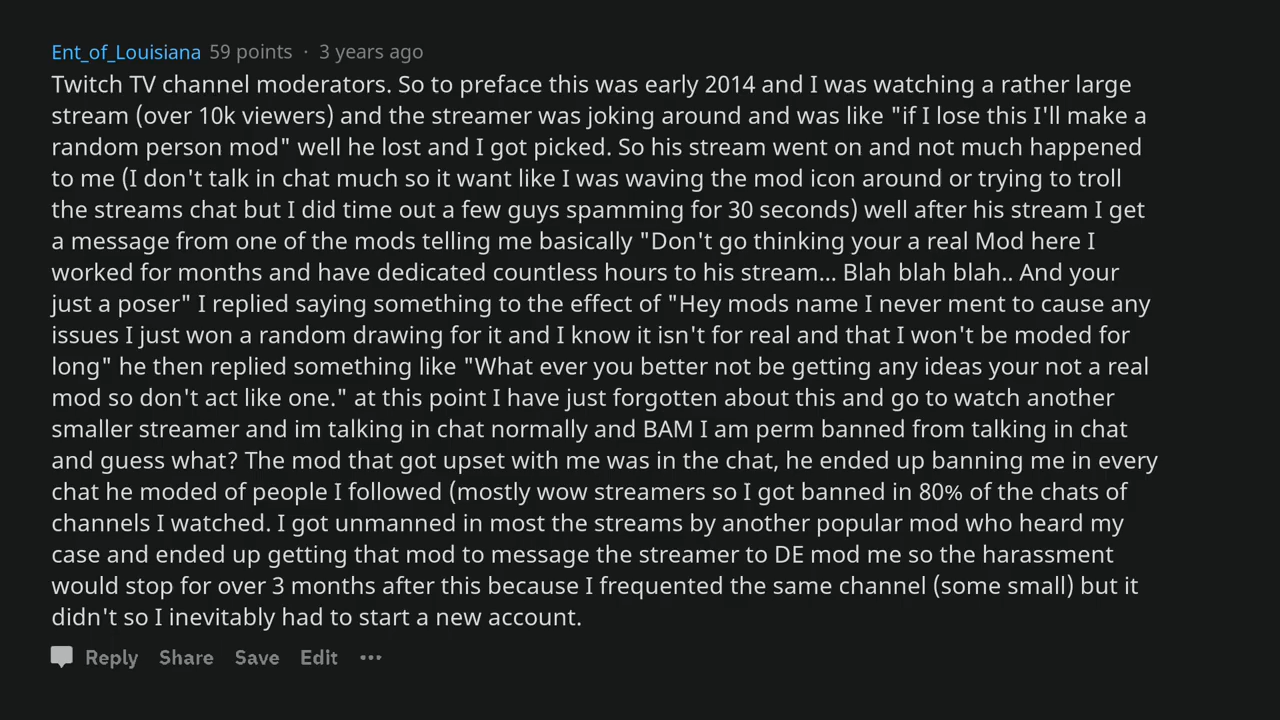 Ent_of_Louisiana 59 points · 3 years ago
Twitch TV channel moderators. So to preface this was early 2014 and I was watching a rather large
stream (over 10k viewers) and the streamer was joking around and was like "if I lose this I'll make a
random person mod" well he lost and I got picked. So his stream went on and not much happened
to me (I don't talk in chat much so it want like I was waving the mod icon around or trying to troll
the streams chat but I did time out a few guys spamming for 30 seconds) well after his stream I get
a message from one of the mods telling me basically "Don't go thinking your a real Mod here I
worked for months and have dedicated countless hours to his stream... Blah blah blah.. And your
just a poser" I replied saying something to the effect of "Hey mods name I never ment to cause any
issues I just won a random drawing for it and I know it isn't for real and that I won't be moded for
long" he then replied something like "What ever you better not be getting any ideas your not a real
mod so don't act like one." at this point I have just forgotten about this and go to watch another
smaller streamer and im talking in chat normally and BAM I am perm banned from talking in chat
and guess what? The mod that got upset with me was in the chat, he ended up banning me in every
chat he moded of people I followed (mostly wow streamers so I got banned in 80% of the chats of
channels I watched. I got unmanned in most the streams by another popular mod who heard my
case and ended up getting that mod to message the streamer to DE mod me so the harassment
would stop for over 3 months after this because I frequented the same channel (some small) but it
didn't so I inevitably had to start a new account.
Reply Share Save Edit •••